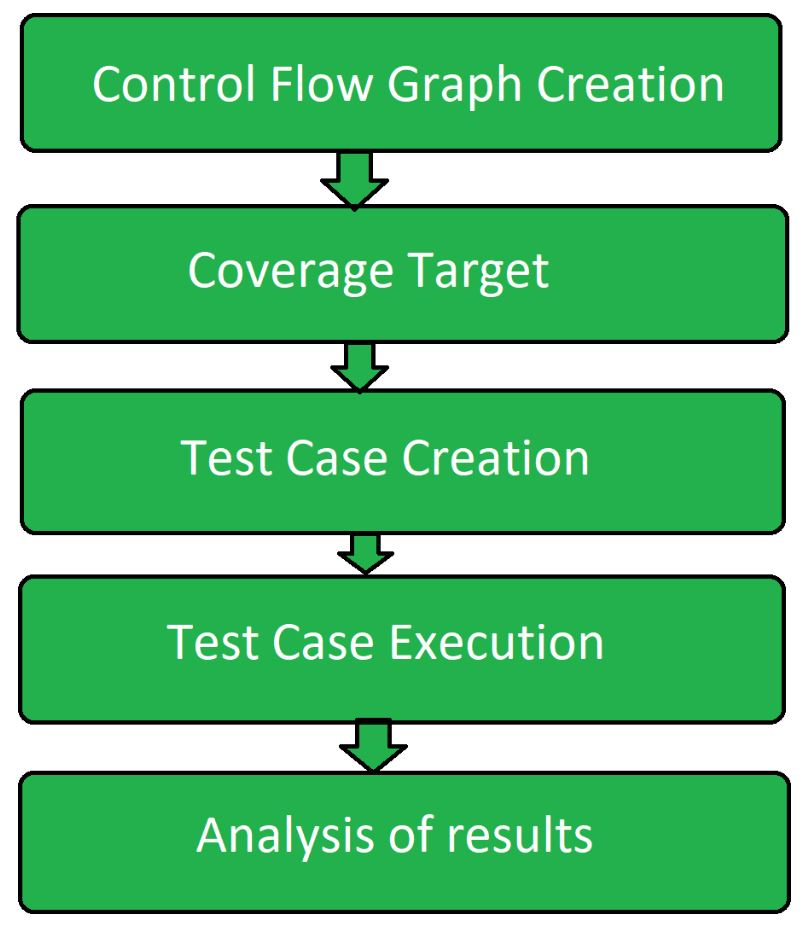 Control Flow Graph Creation
Coverage Target
Test Case Creation
Test Case Execution
Analysis of results